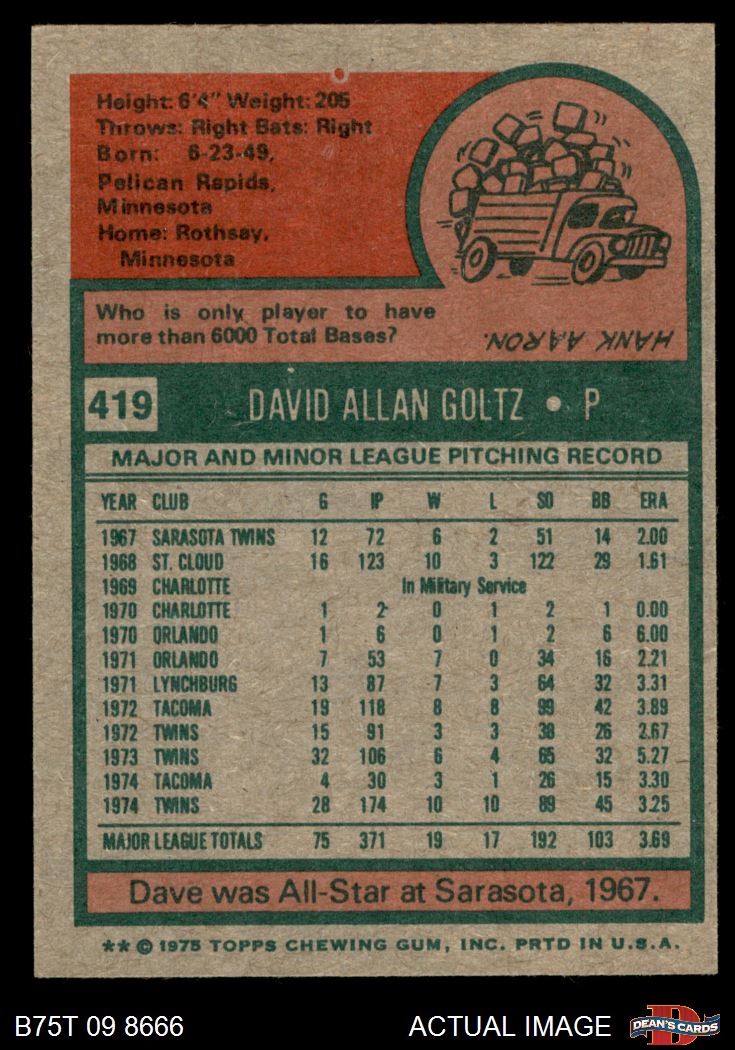 Height: 6'4" Weight: 205
Throws: Right Bats: Right
Born: 6-23-49,
Pelican Rapids,
Minnesota
Home: Rothsay,
Minnesota
Who is only player to have
more than 6000 Total Bases?
HANK AARON.
419 DAVID ALLAN GOLTZ • P
MAJOR AND MINOR LEAGUE PITCHING RECORD
YEAR CLUB G IP W L SO BB ERA
1967 SARASOTA TWINS 12 72 6 2 51 14 2.00
1968 ST. CLOUD 16 123 10 3 122 29 1.61
1969 CHARLOTTE In Military Service
1970 CHARLOTTE 1 2 0 1 2 1 0.00
1970 ORLANDO 1 6 0 1 2 6 6.00
1971 ORLANDO 7 53 7 0 34 16 2.21
1971 LYNCHBURG 13 87 7 3 64 32 3.31
1972 TACOMA 19 118 8 8 99 42 3.89
1972 TWINS 15 91 3 3 38 26 2.67
1973 TWINS 32 106 6 4 65 32 5.27
1974 TACOMA 4 30 3 1 26 15 3.30
1974 TWINS 28 174 10 10 89 45 3.25
MAJOR LEAGUE TOTALS 75 371 19 17 192 103 3.69
Dave was All-Star at Sarasota, 1967.
** © 1975 TOPPS CHEWING GUM, INC. PRTD IN U.S.A.
B75T 09 8666 ACTUAL IMAGE D DEAN'S CARDS